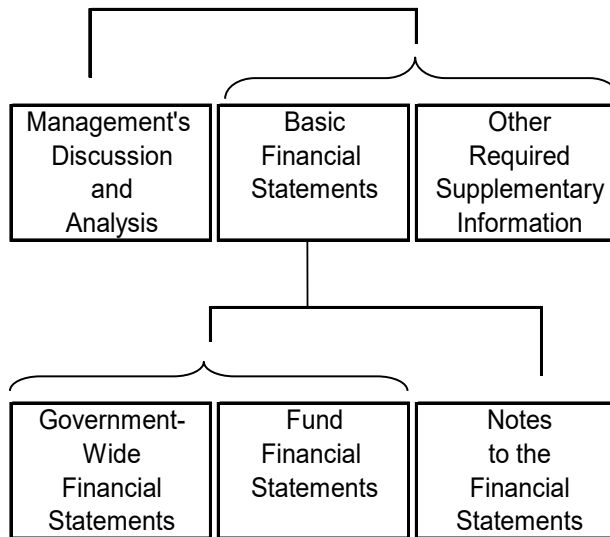 Management's
Discussion
and
Analysis
Basic
Financial
Statements
Other
Required
Supplementary
Information
Government-
Wide
Financial
Statements
Fund
Financial
Statements
Notes
to the
Financial
Statements